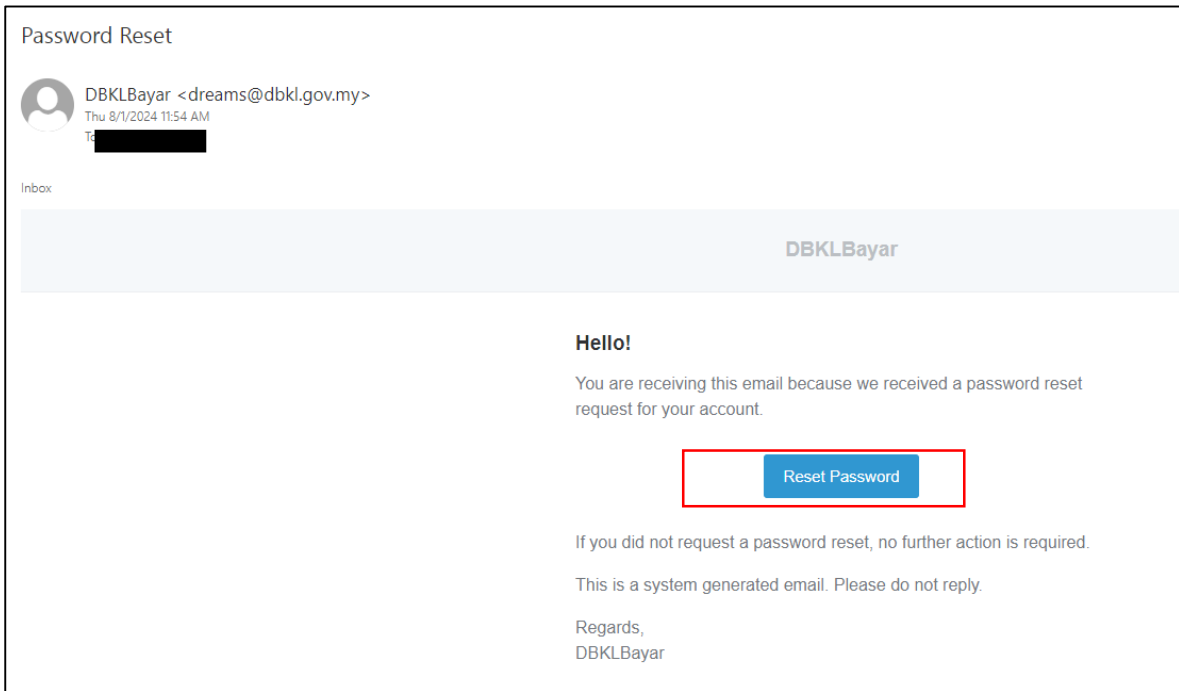 Password Reset
DBKLBayar <dreams@dbkl.gov.my>
Thu 8/1/2024 11:54 AM
To
Inbox
DBKLBayar
Hello!
You are receiving this email because we received a password reset
request for your account.
Reset Password
If you did not request a password reset, no further action is required.
This is a system generated email. Please do not reply.
Regards,
DBKLBayar